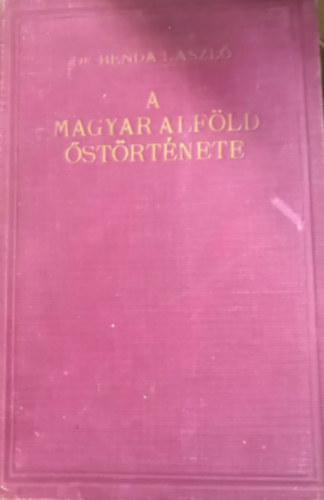 Dr. BENDA LÁSZLÓ
A
MAGYAR ALFÖLD
ŐSTÖRTÉNETE